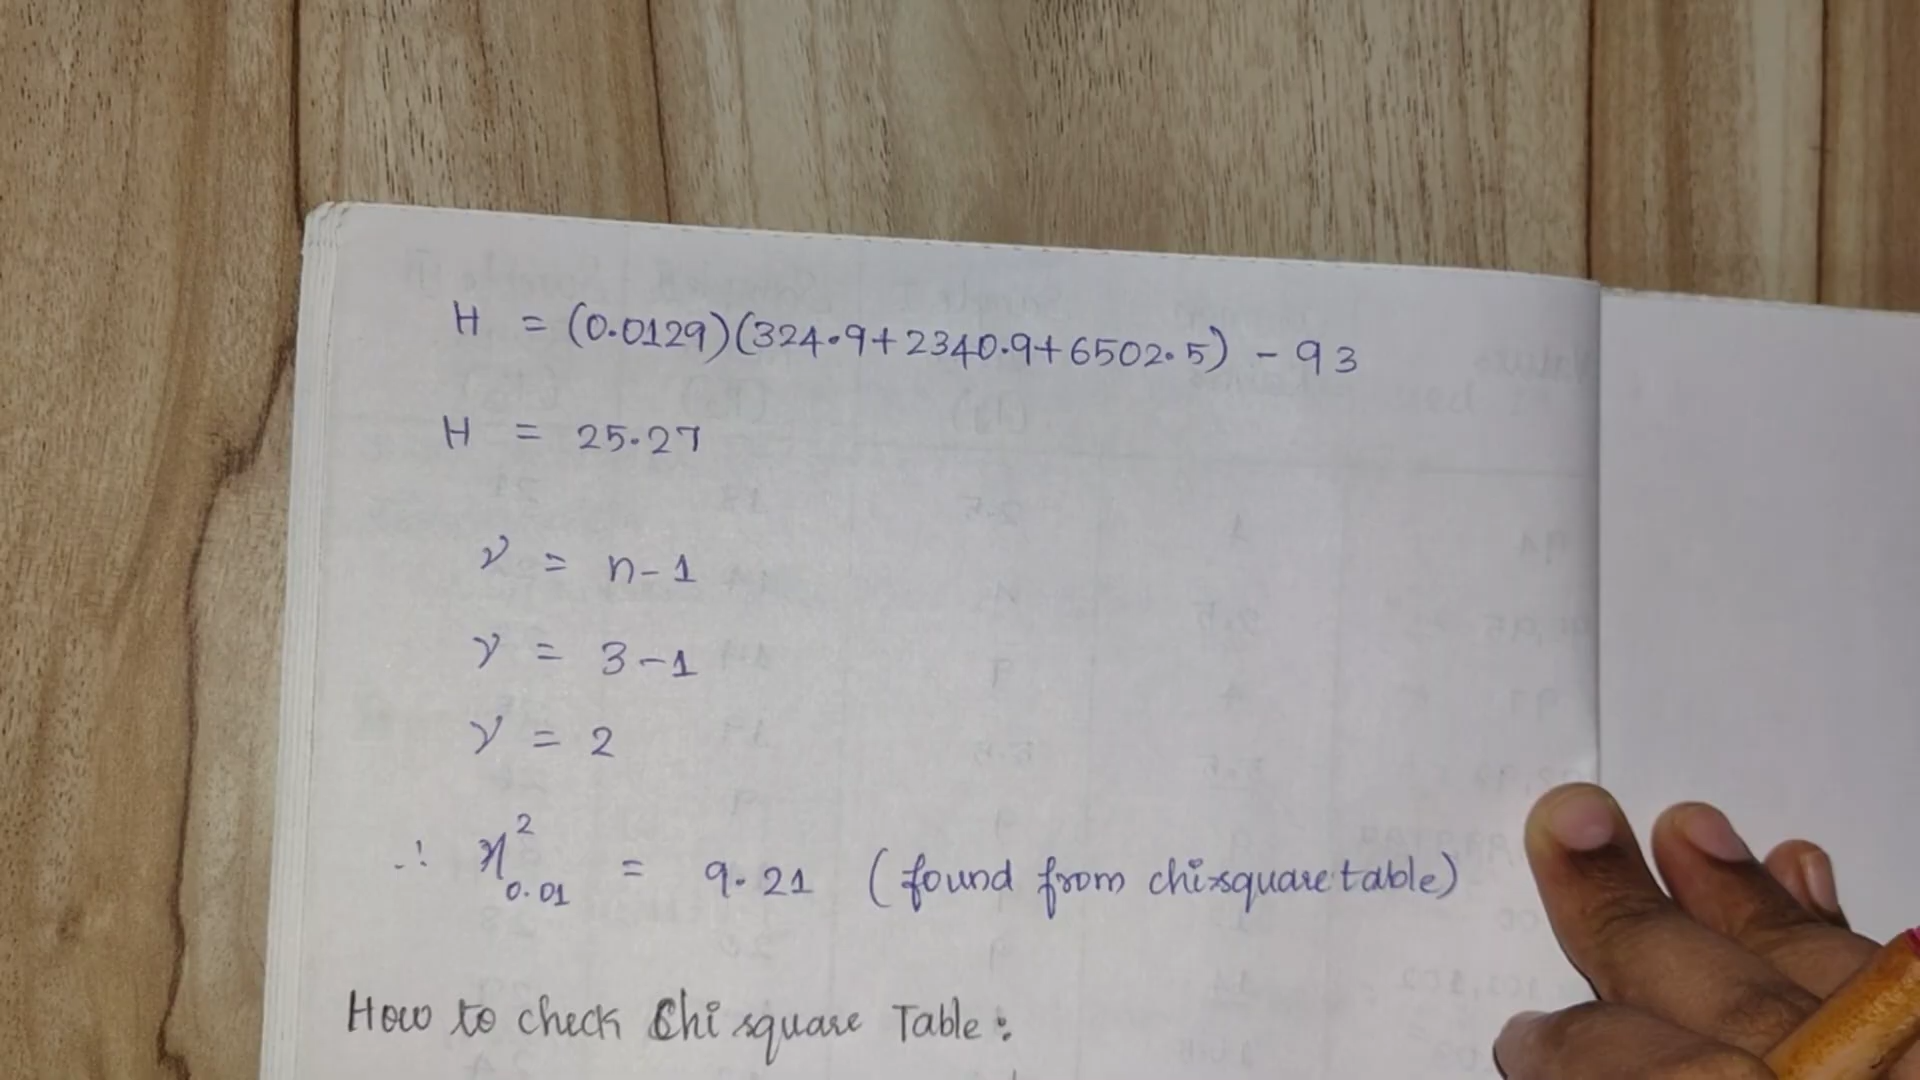 H = (0.0129)(324.9+2340.9+6502.5) - 93
H = 25.27
ν = n-1
ν = 3-1
ν = 2
∴ χ²₀.₀₁ = 9.21 (found from chisquare table)
How to check Chi square Table: